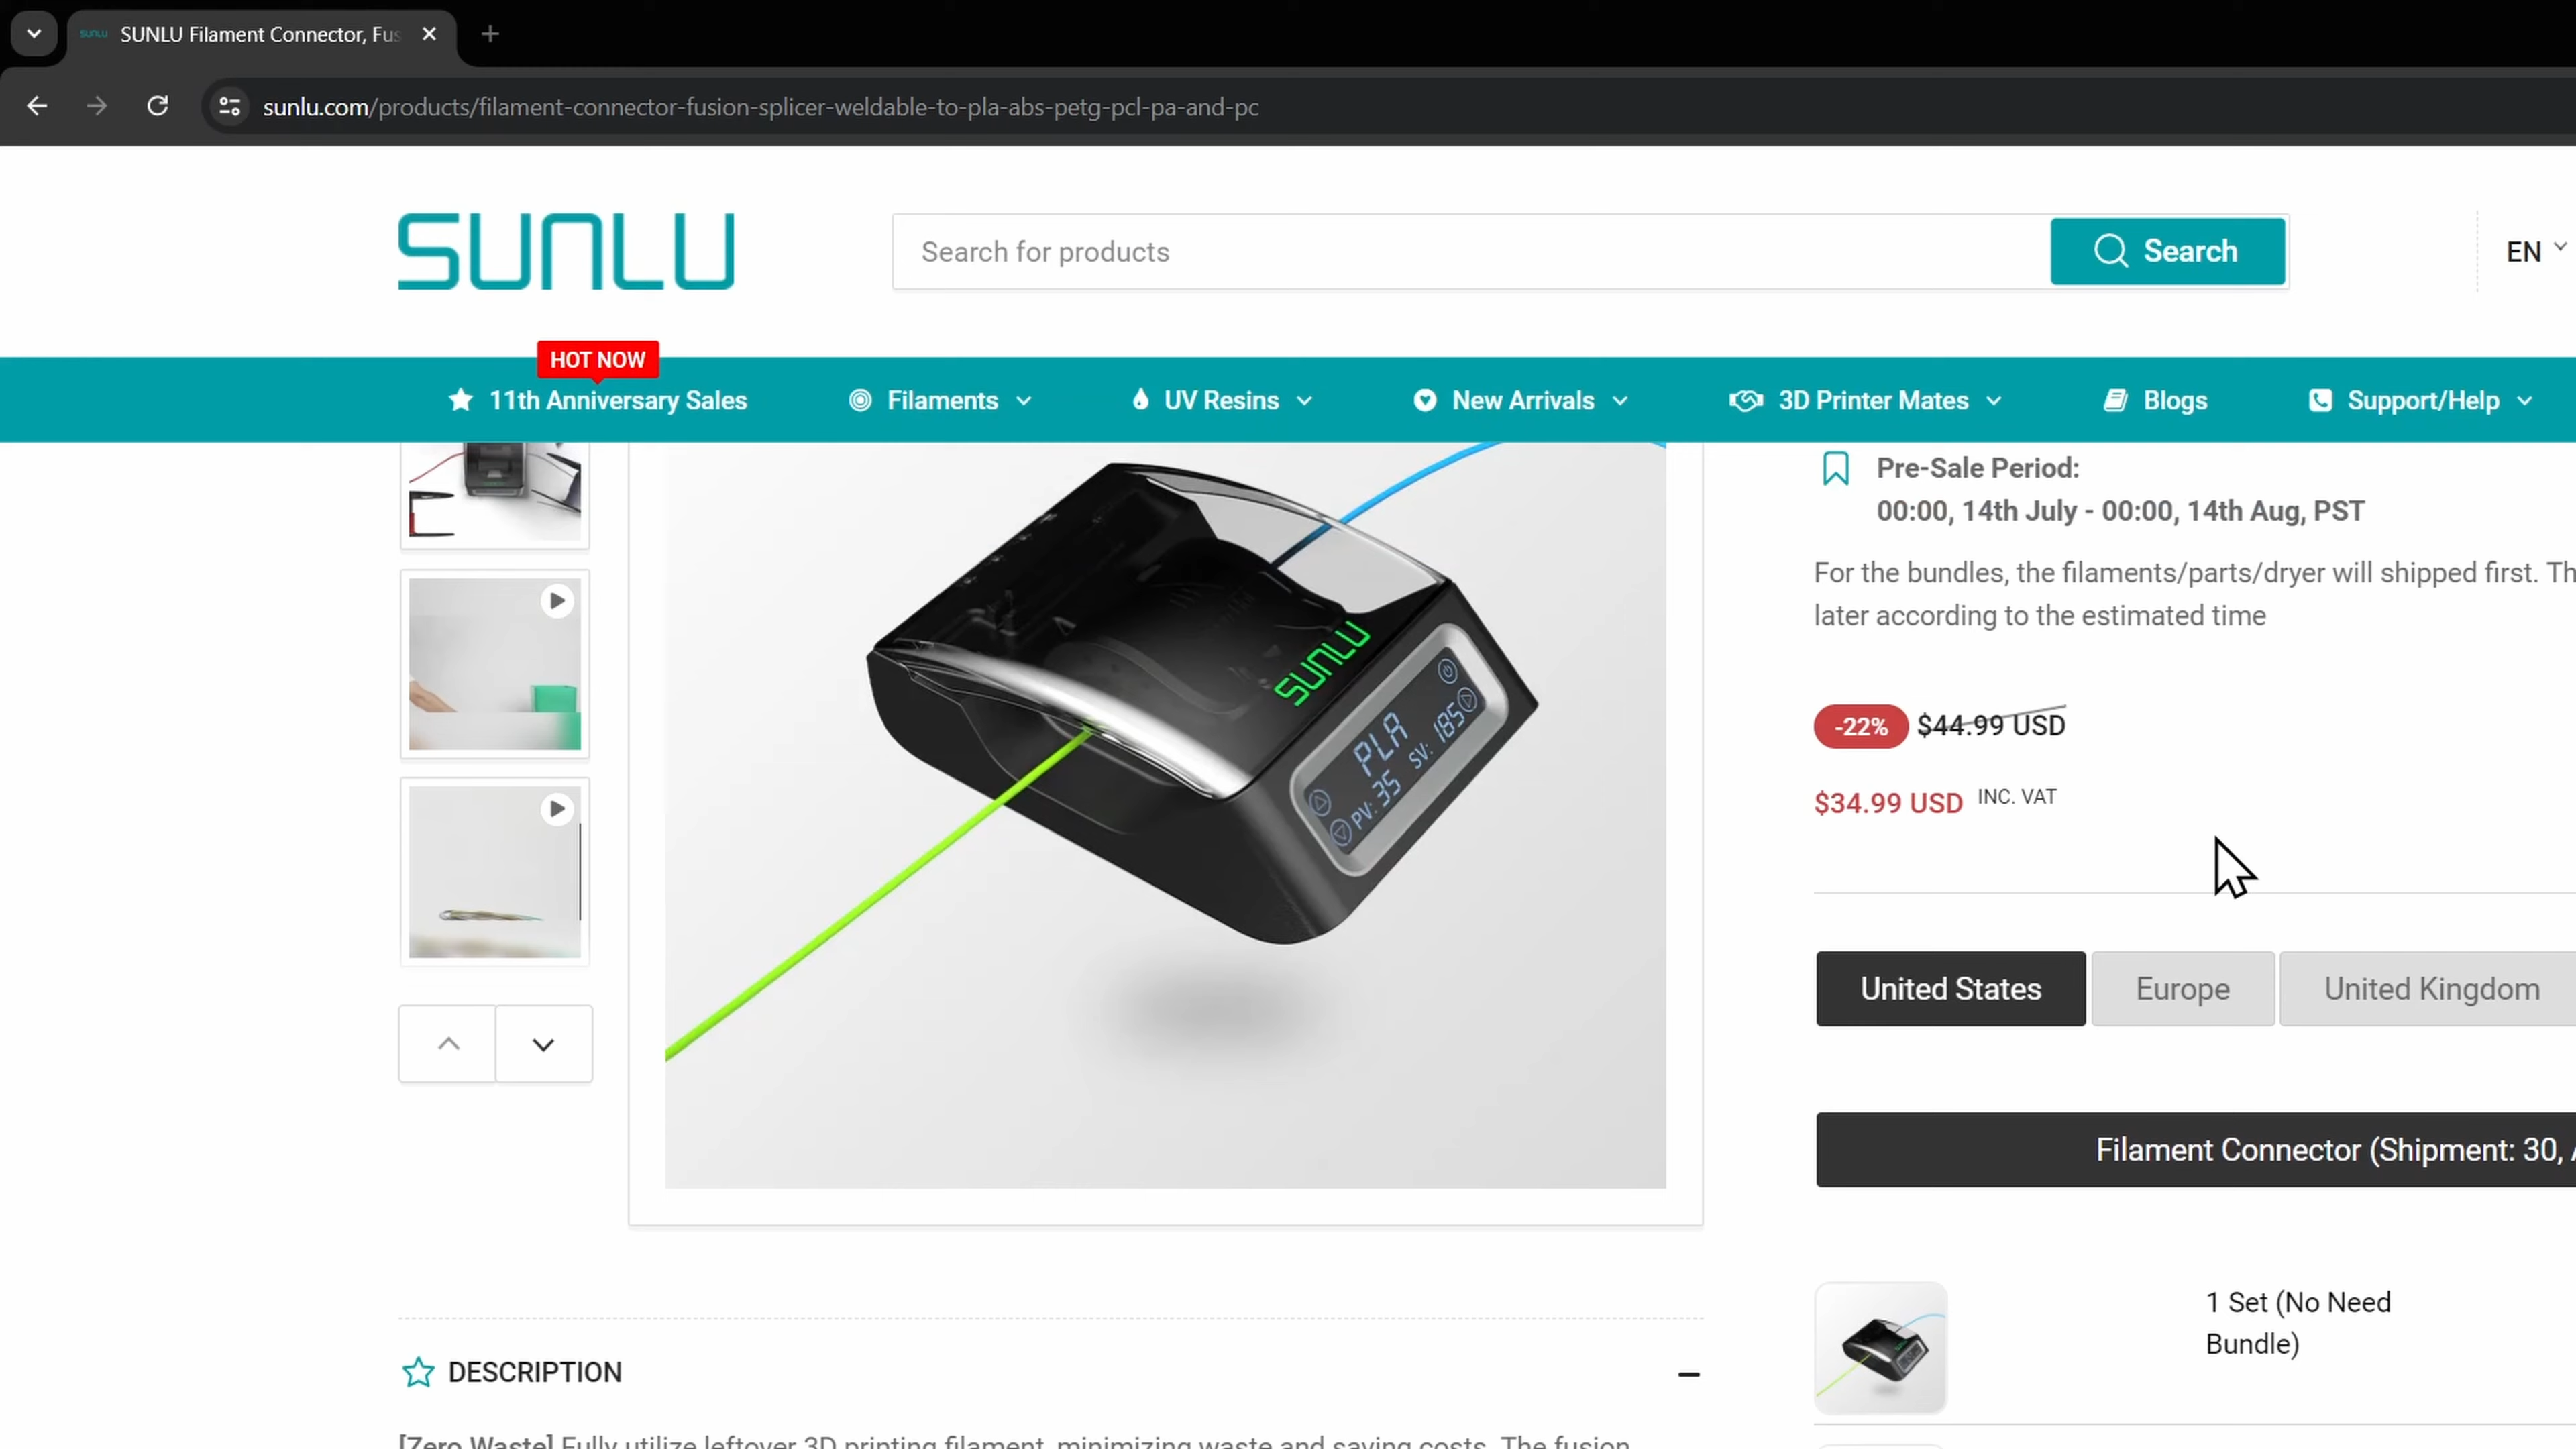 SUNLU Filament Connector, Fus
sunlu.com/products/filament-connector-fusion-splicer-weldable-to-pla-abs-petg-pcl-pa-and-pc
SUNLU
Search for products
Search
EN
HOT NOW
11th Anniversary Sales
Filaments
UV Resins
New Arrivals
3D Printer Mates
Blogs
Support/Help
SUNLU
PLA
PV: 35 SV: 185
Pre-Sale Period:
00:00, 14th July - 00:00, 14th Aug, PST
For the bundles, the filaments/parts/dryer will shipped first. Th
later according to the estimated time
-22% $44.99 USD
$34.99 USD INC. VAT
United States
Europe
United Kingdom
Filament Connector (Shipment: 30,
1 Set (No Need
Bundle)
DESCRIPTION
[Zero Waste] Fully utilize leftover 3D printing filament, minimizing waste and saving costs. The fusion